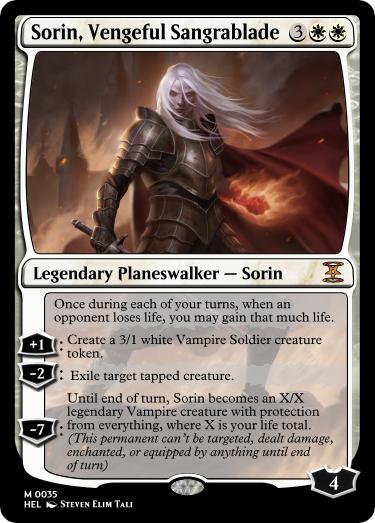 Sorin, Vengeful Sangrablade 3
Legendary Planeswalker — Sorin
Once during each of your turns, when an
opponent loses life, you may gain that much life.
+1: Create a 3/1 white Vampire Soldier creature
token.
-2: Exile target tapped creature.
Until end of turn, Sorin becomes an X/X
legendary Vampire creature with protection
-7: from everything, where X is your life total.
(This permanent can't be targeted, dealt damage,
enchanted, or equipped by anything until end
of turn)
4
M 0035
HEL Steven Elim Tali